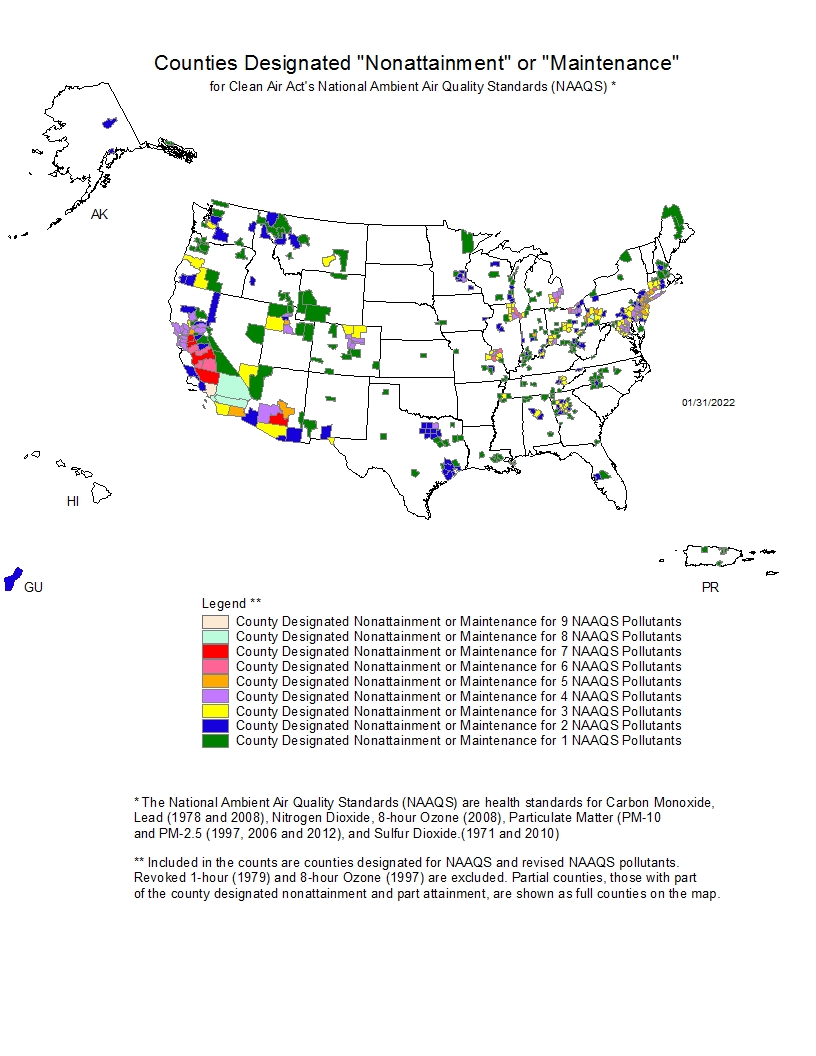 Counties Designated "Nonattainment" or "Maintenance"
for Clean Air Act's National Ambient Air Quality Standards (NAAQS) *
AK
01/31/2022
HI
GU
PR
Legend **
County Designated Nonattainment or Maintenance for 9 NAAQS Pollutants
County Designated Nonattainment or Maintenance for 8 NAAQS Pollutants
County Designated Nonattainment or Maintenance for 7 NAAQS Pollutants
County Designated Nonattainment or Maintenance for 6 NAAQS Pollutants
County Designated Nonattainment or Maintenance for 5 NAAQS Pollutants
County Designated Nonattainment or Maintenance for 4 NAAQS Pollutants
County Designated Nonattainment or Maintenance for 3 NAAQS Pollutants
County Designated Nonattainment or Maintenance for 2 NAAQS Pollutants
County Designated Nonattainment or Maintenance for 1 NAAQS Pollutants
* The National Ambient Air Quality Standards (NAAQS) are health standards for Carbon Monoxide,
Lead (1978 and 2008), Nitrogen Dioxide, 8-hour Ozone (2008), Particulate Matter (PM-10
and PM-2.5 (1997, 2006 and 2012), and Sulfur Dioxide.(1971 and 2010)
** Included in the counts are counties designated for NAAQS and revised NAAQS pollutants.
Revoked 1-hour (1979) and 8-hour Ozone (1997) are excluded. Partial counties, those with part
of the county designated nonattainment and part attainment, are shown as full counties on the map.